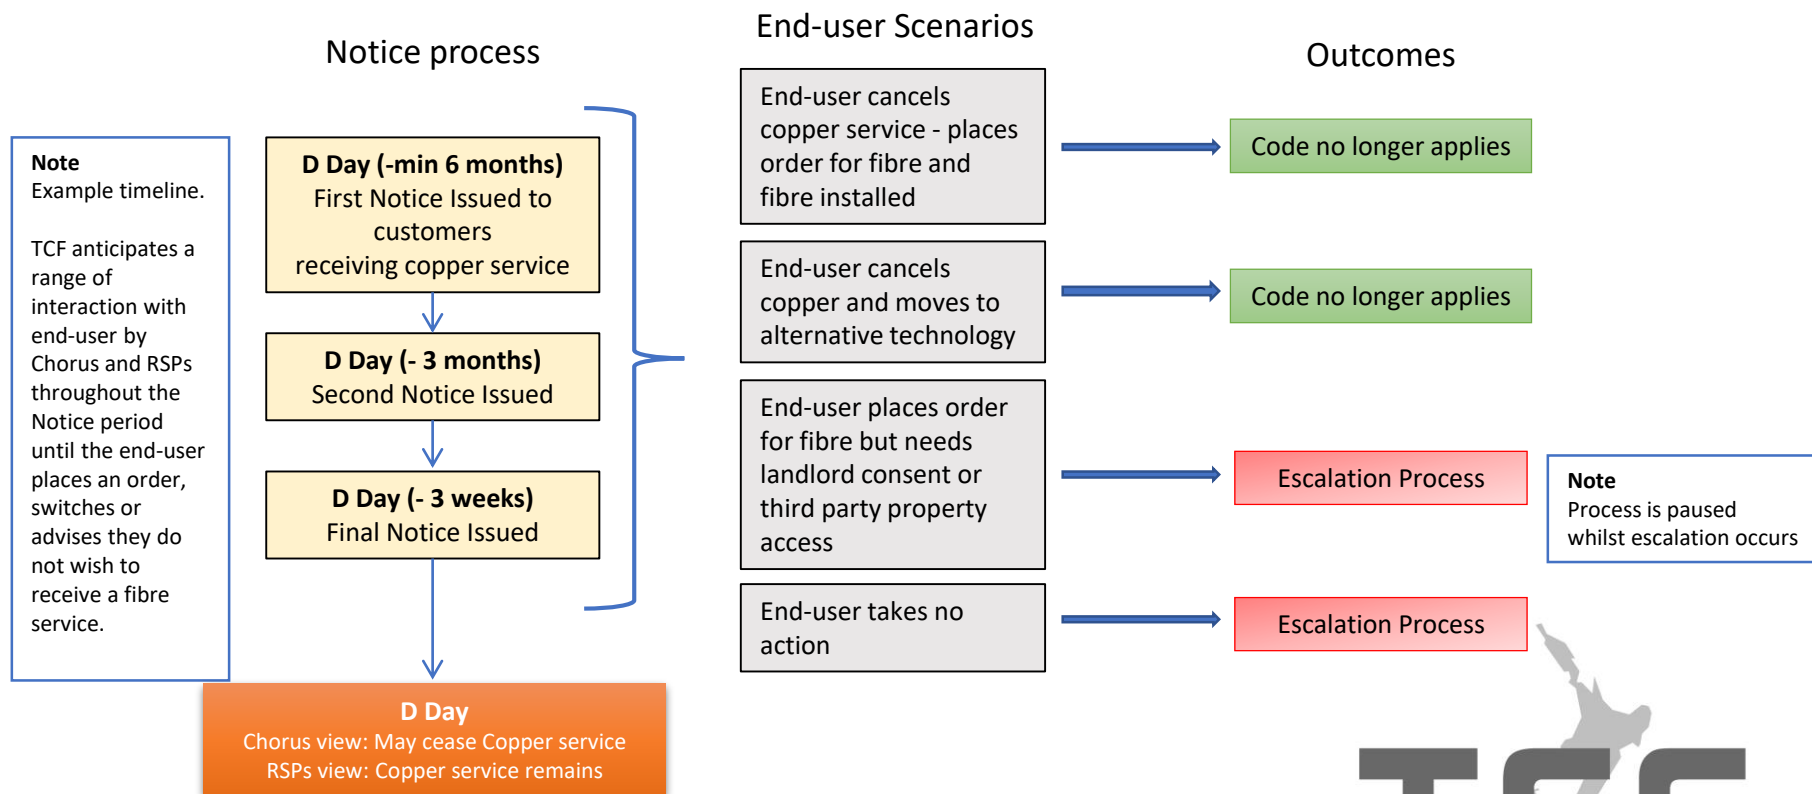 Notice process
End-user Scenarios
Outcomes
Note
Example timeline.
TCF anticipates a
range of
interaction with
end-user by
Chorus and RSPs
throughout the
Notice period
until the end-user
places an order,
switches or
advises they do
not wish to
receive a fibre
service.
D Day (-min 6 months)
First Notice Issued to
customers
receiving copper service
D Day (- 3 months)
Second Notice Issued
D Day (- 3 weeks)
Final Notice Issued
D Day
Chorus view: May cease Copper service
RSPs view: Copper service remains
End-user cancels
copper service - places
order for fibre and
fibre installed
Code no longer applies
End-user cancels
copper and moves to
alternative technology
Code no longer applies
End-user places order
for fibre but needs
landlord consent or
third party property
access
Escalation Process
Note
Process is paused
whilst escalation occurs
End-user takes no
action
Escalation Process